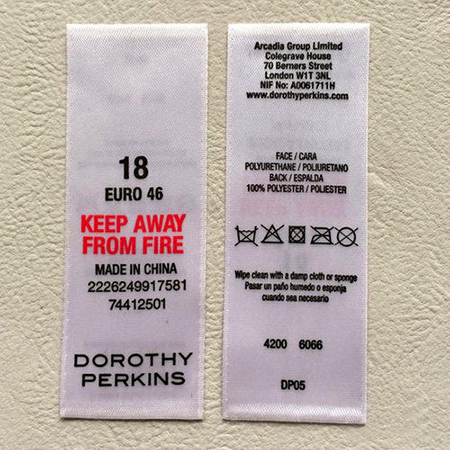 18
EURO 46
KEEP AWAY
FROM FIRE
MADE IN CHINA
2226249917581
74412501
DOROTHY
PERKINS
Arcadia Group Limited
Colegrave House
70 Berners Street
London W1T 3NL
NIF No: A0061711H
www.dorothyperkins.com
FACE / CARA
POLYURETHANE / POLIURETANO
BACK / ESPALDA
100% POLYESTER / POLIESTER
Wipe clean with a damp cloth or sponge
Pasar un paño humedo o esponja
cuando sea necesario
4200 6066
DP05